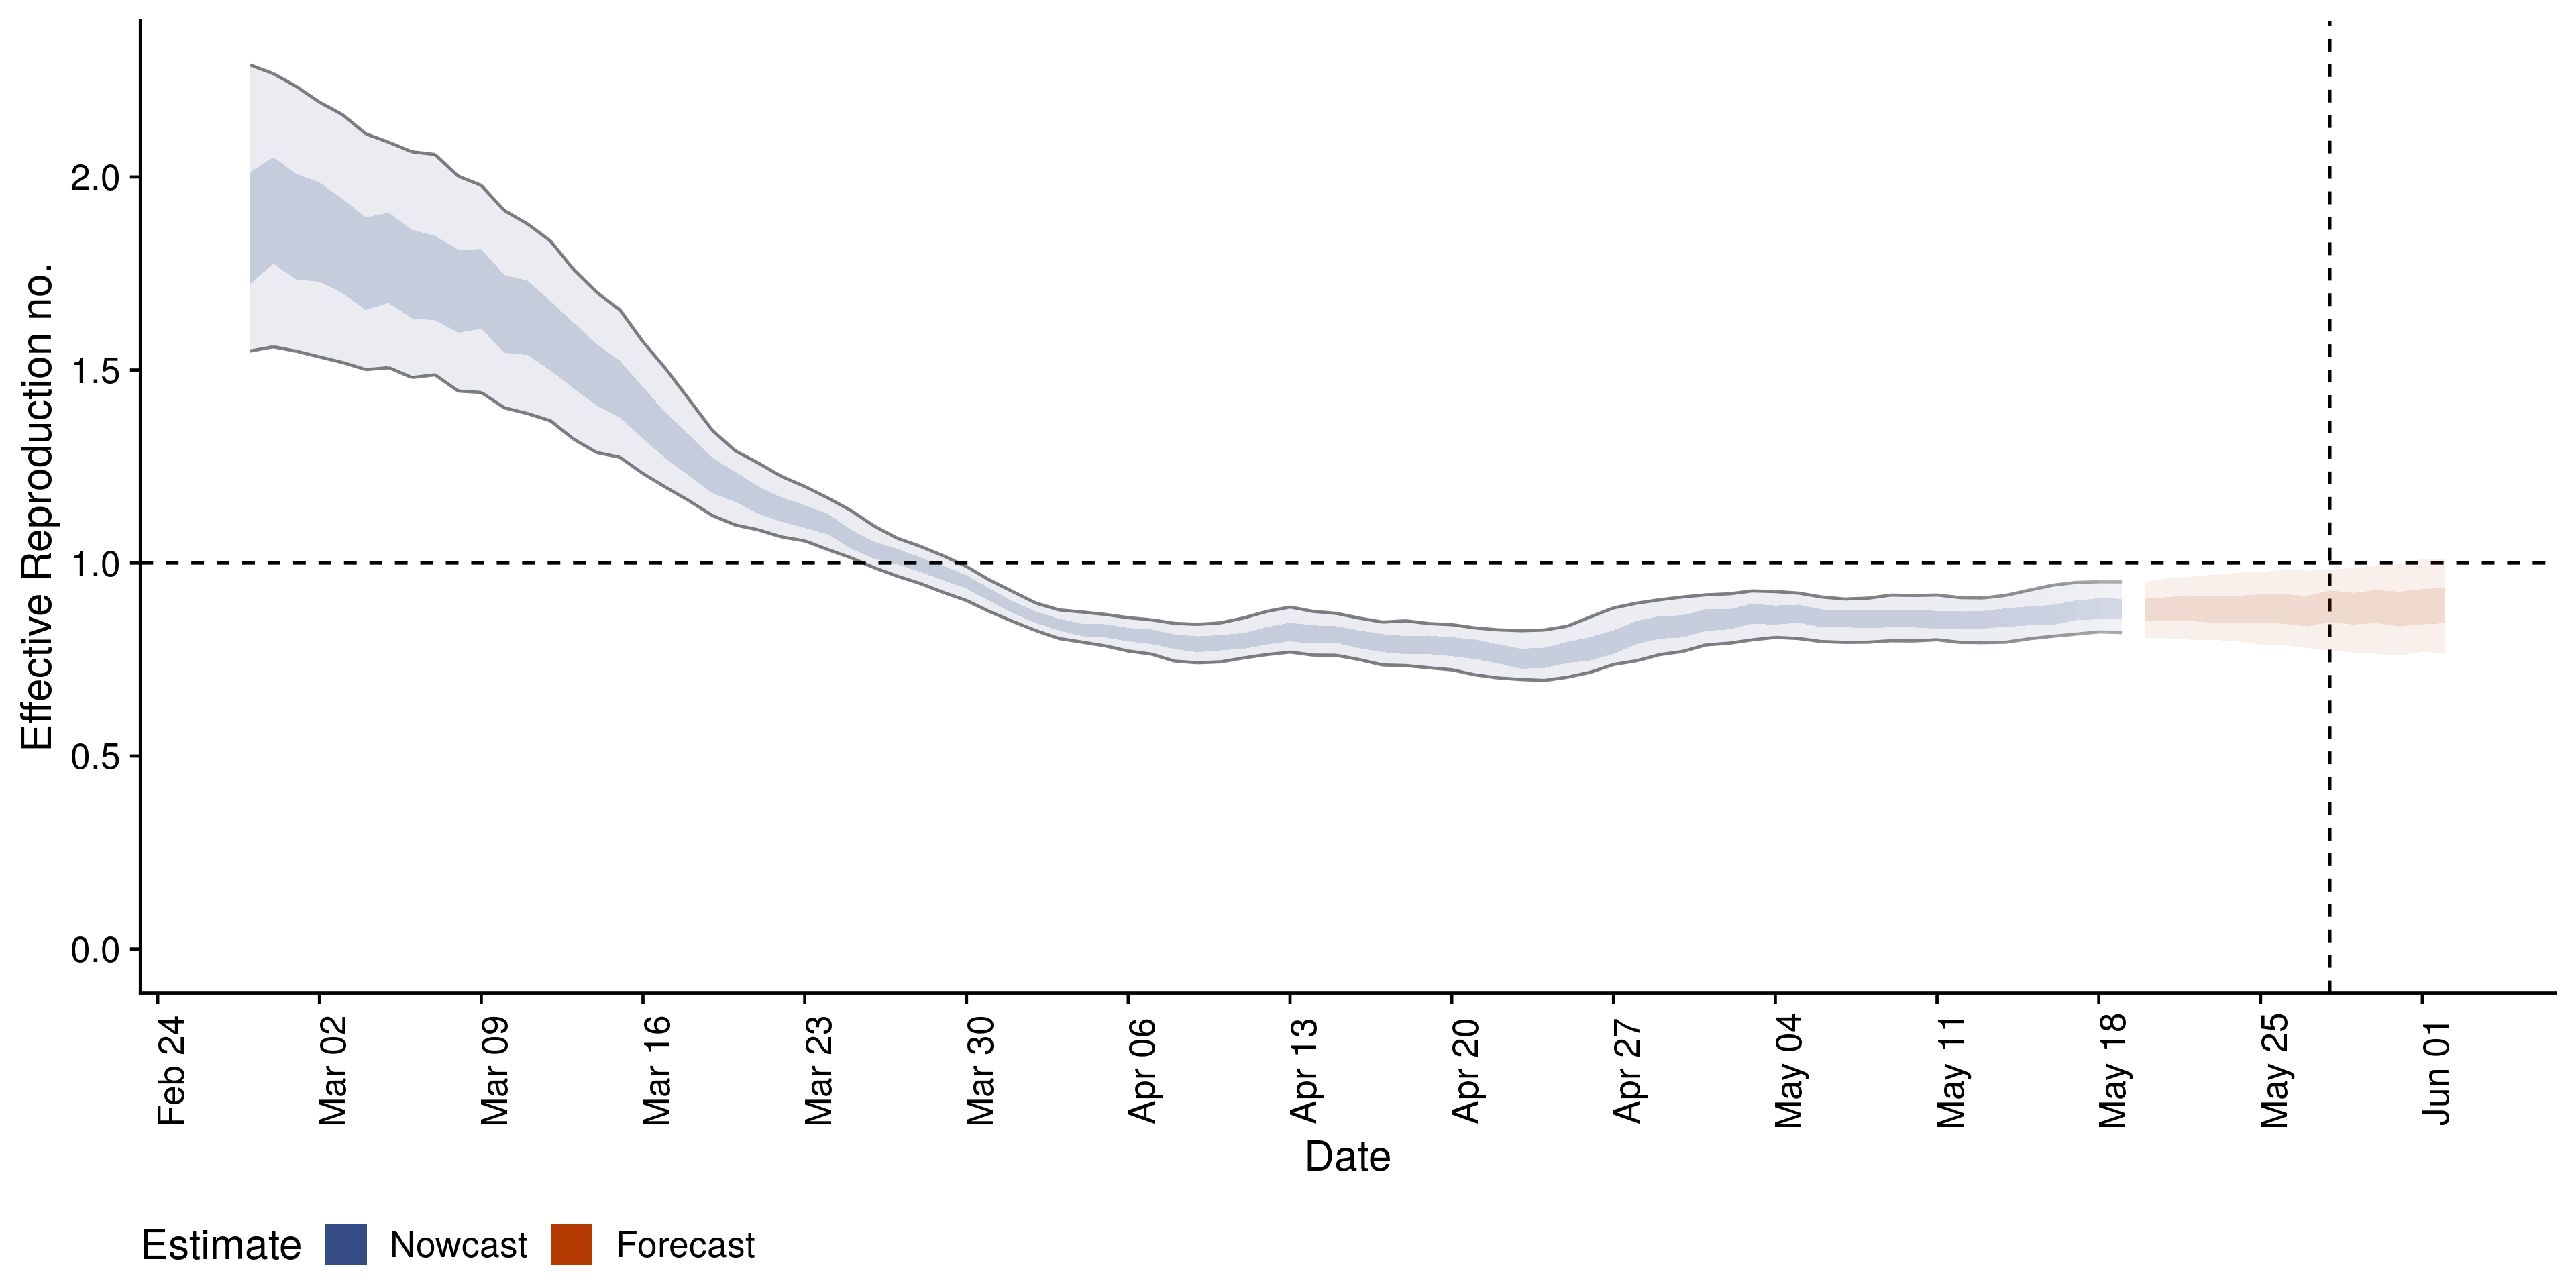 Effective Reproduction no.
2.0
1.5
1.0
0.5
0.0
Feb 24
Mar 02
Mar 09
Mar 16
Mar 23
Mar 30
Apr 06
Apr 13
Apr 20
Apr 27
May 04
May 11
May 18
May 25
Jun 01
Date
Estimate Nowcast Forecast